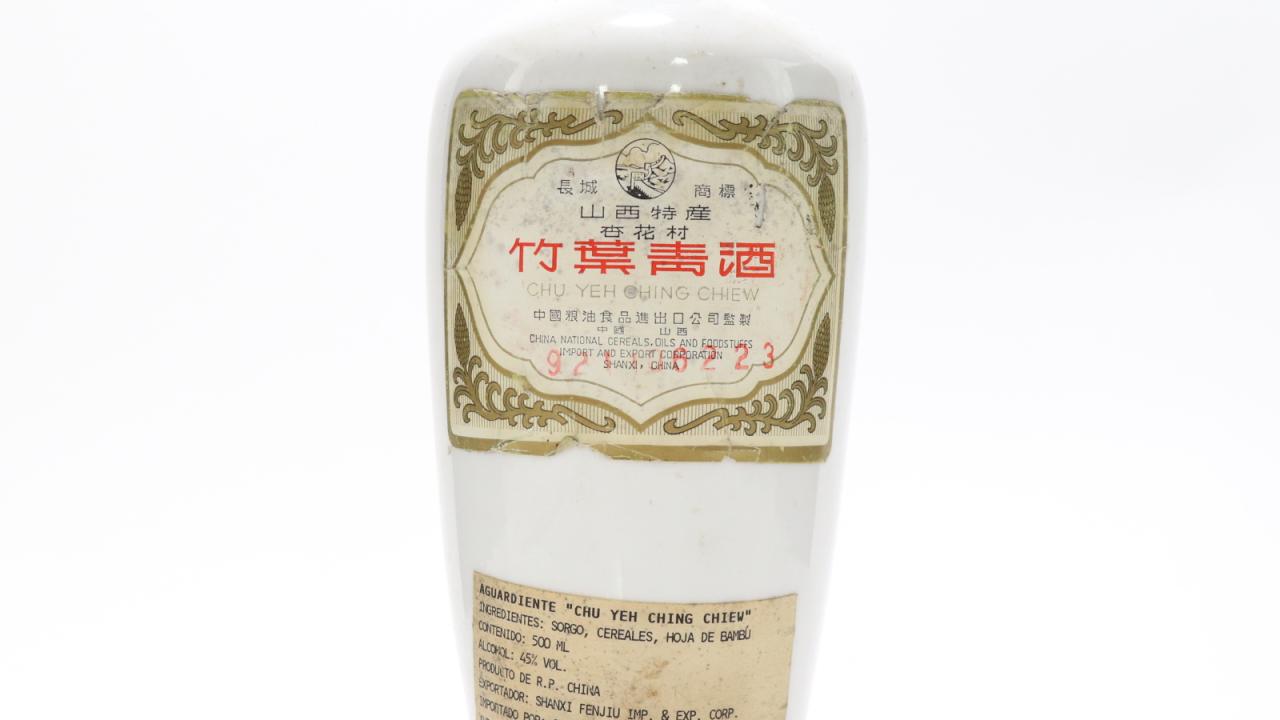 長城 商標
山西特產
杏花村
竹葉青酒
CHU YEH CHING CHIEW
中國粮油食品進出口公司監製
中國 山西
CHINA NATIONAL CEREALS, OILS AND FOODSTUFFS
IMPORT AND EXPORT CORPORATION
SHANXI, CHINA
AGUARDIENTE "CHU YEH CHING CHIEW"
INGREDIENTES: SORGO, CEREALES, HOJA DE BAMBÚ
CONTENIDO: 500 ML
ALCOHOL: 45% VOL.
PRODUCTO DE R.P. CHINA
EXPORTADOR: SHANXI FENJIU IMP. & EXP. CORP.
IMPORTADO